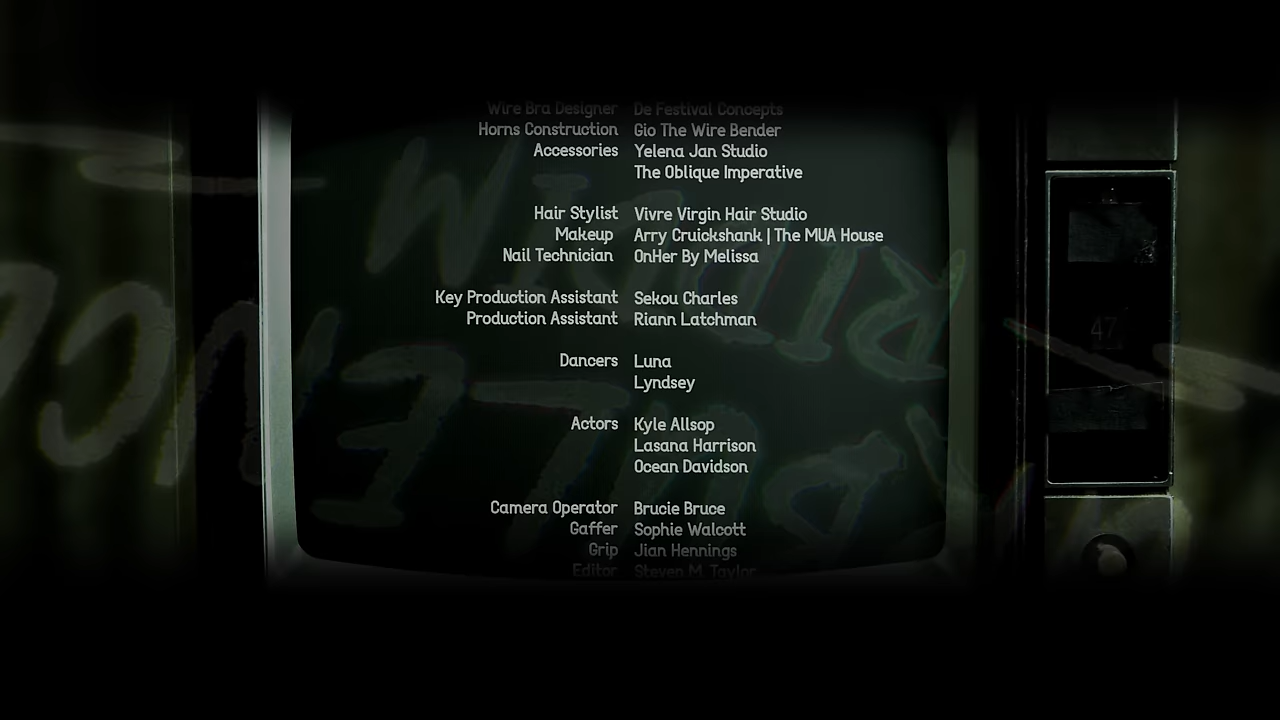 Wire Bra Designer De Festival Concepts
Horns Construction Gio The Wire Bender
Accessories Yelena Jan Studio
The Oblique Imperative
Hair Stylist Vivre Virgin Hair Studio
Makeup Arry Cruickshank | The MUA House
Nail Technician OnHer By Melissa
Key Production Assistant Sekou Charles
Production Assistant Riann Latchman
Dancers Luna
Lyndsey
Actors Kyle Allsop
Lasana Harrison
Ocean Davidson
Camera Operator Brucie Bruce
Gaffer Sophie Walcott
Grip Jian Hennings
Editor Steven M. Taylor
47